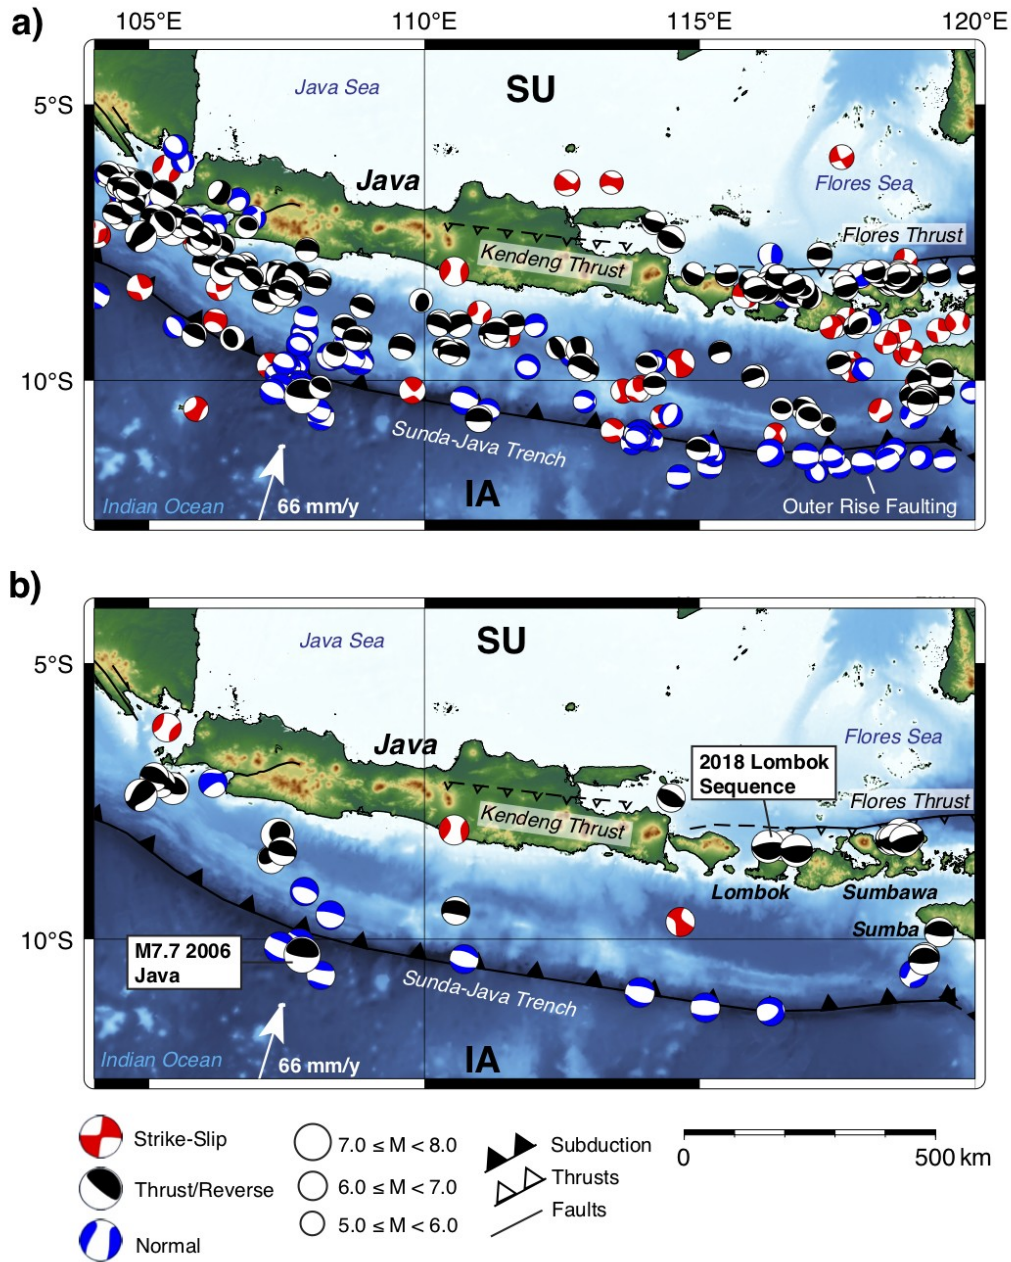 a)
105°E
110°E
115°E
120°E
5°S
10°S
Java Sea
SU
Java
Flores Sea
Flores Thrust
Kendeng Thrust
Sunda-Java Trench
Indian Ocean
66 mm/y
IA
Outer Rise Faulting
b)
5°S
10°S
Java Sea
SU
Java
Flores Sea
2018 Lombok
Sequence
Flores Thrust
Kendeng Thrust
Lombok
Sumbawa
Sumba
M7.7 2006
Java
Sunda-Java Trench
Indian Ocean
66 mm/y
IA
Strike-Slip
Thrust/Reverse
Normal
7.0 ≤ M < 8.0
6.0 ≤ M < 7.0
5.0 ≤ M < 6.0
Subduction
Thrusts
Faults
0
500 km